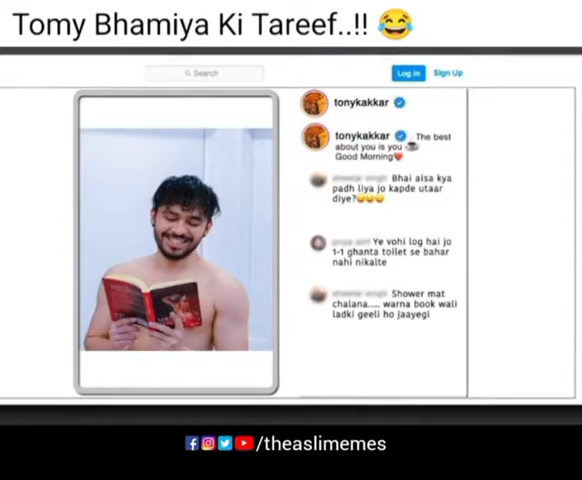 Tomy Bhamiya Ki Tareef..!! 😂
Search
Log In Sign Up
tonykakkar
tonykakkar The best
about you is you ☕
Good Morning❤️
Bhai aisa kya
padh liya jo kapde utaar
diye?😂😂😂
Ye vohi log hai jo
1-1 ghanta toilet se bahar
nahi nikalte
Shower mat
chalana.... warna book wali
ladki geeli ho jaayegi
/theaslimemes